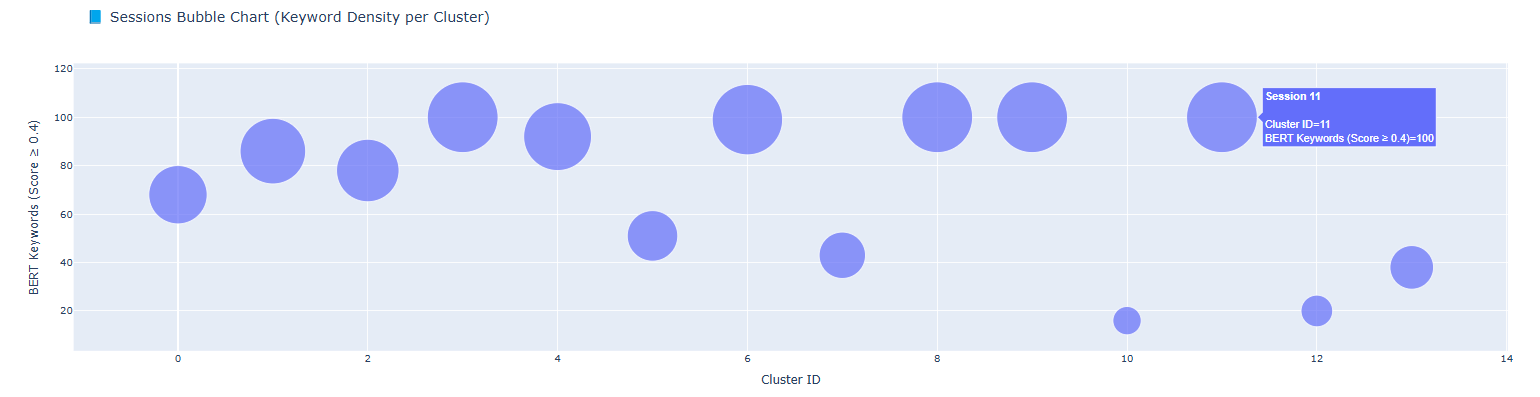 📘 Sessions Bubble Chart (Keyword Density per Cluster)
120
100
80
60
40
20
BERT Keywords (Score ≥ 0.4)
Session 11
Cluster ID=11
BERT Keywords (Score ≥ 0.4)=100
0 2 4 6 8 10 12 14
Cluster ID